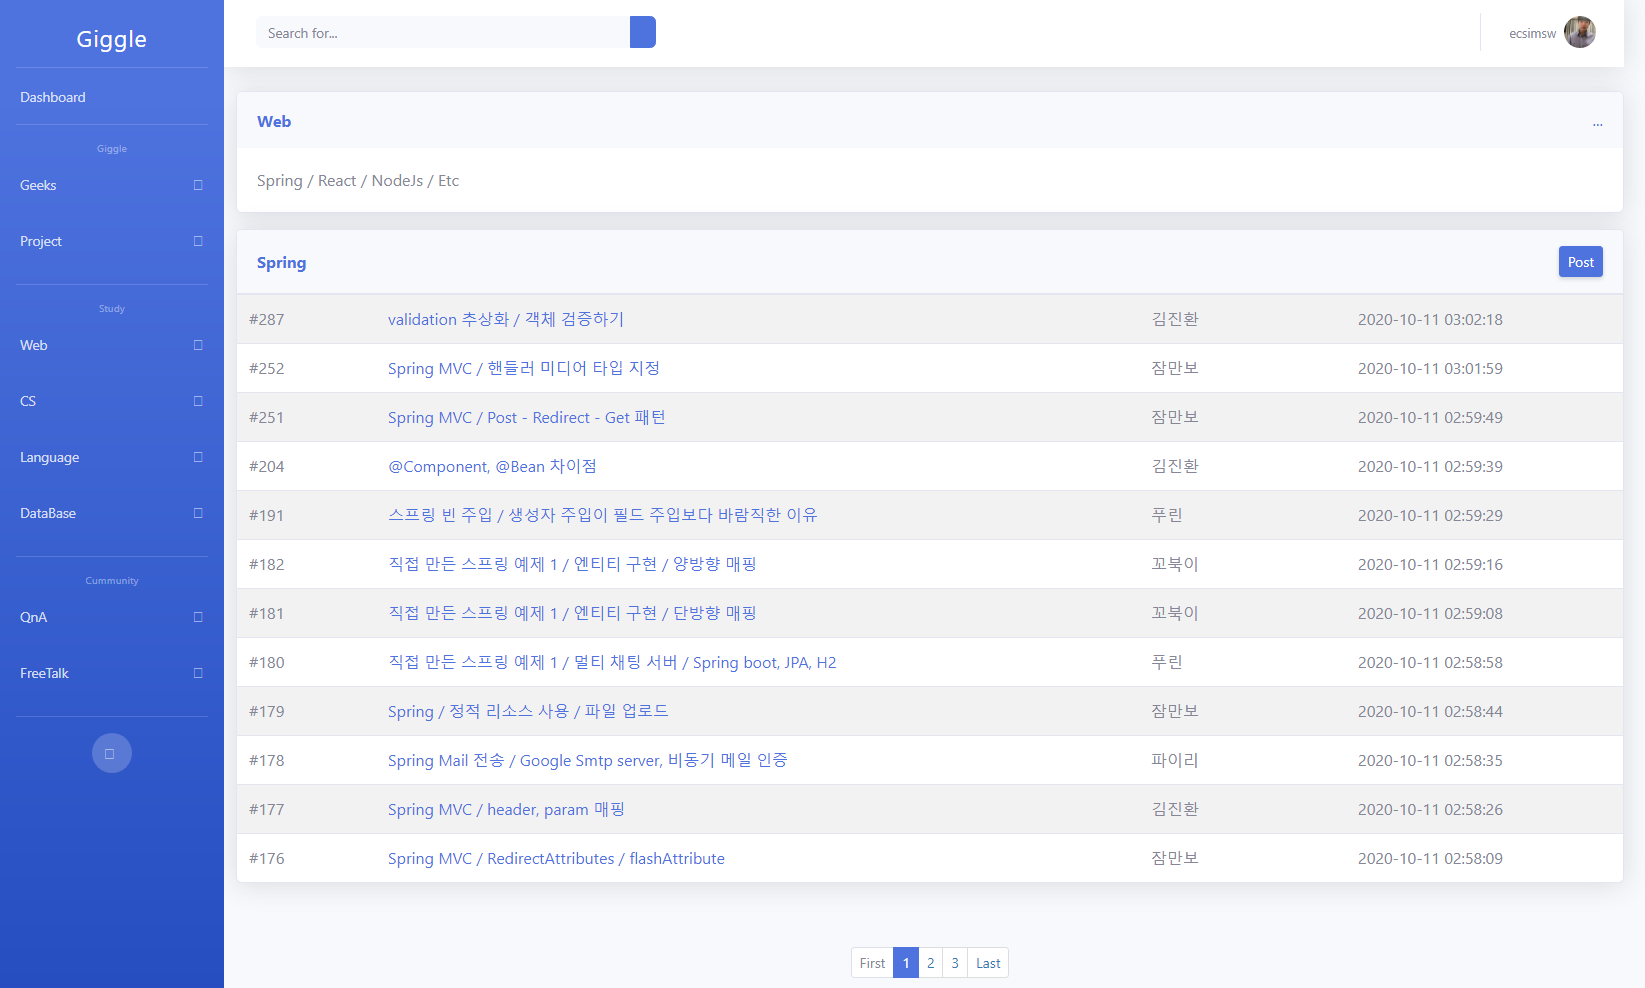 Giggle
Search for...
ecsimsw
Dashboard
Giggle
Geeks
Project
Study
Web
CS
Language
DataBase
Cummunity
QnA
FreeTalk
Web ...
Spring / React / NodeJs / Etc
Spring Post
#287 validation 추상화 / 객체 검증하기 김진환 2020-10-11 03:02:18
#252 Spring MVC / 핸들러 미디어 타입 지정 잠만보 2020-10-11 03:01:59
#251 Spring MVC / Post - Redirect - Get 패턴 잠만보 2020-10-11 02:59:49
#204 @Component, @Bean 차이점 김진환 2020-10-11 02:59:39
#191 스프링 빈 주입 / 생성자 주입이 필드 주입보다 바람직한 이유 푸린 2020-10-11 02:59:29
#182 직접 만든 스프링 예제 1 / 엔티티 구현 / 양방향 매핑 꼬북이 2020-10-11 02:59:16
#181 직접 만든 스프링 예제 1 / 엔티티 구현 / 단방향 매핑 꼬북이 2020-10-11 02:59:08
#180 직접 만든 스프링 예제 1 / 멀티 채팅 서버 / Spring boot, JPA, H2 푸린 2020-10-11 02:58:58
#179 Spring / 정적 리소스 사용 / 파일 업로드 잠만보 2020-10-11 02:58:44
#178 Spring Mail 전송 / Google Smtp server, 비동기 메일 인증 파이리 2020-10-11 02:58:35
#177 Spring MVC / header, param 매핑 김진환 2020-10-11 02:58:26
#176 Spring MVC / RedirectAttributes / flashAttribute 잠만보 2020-10-11 02:58:09
First 1 2 3 Last